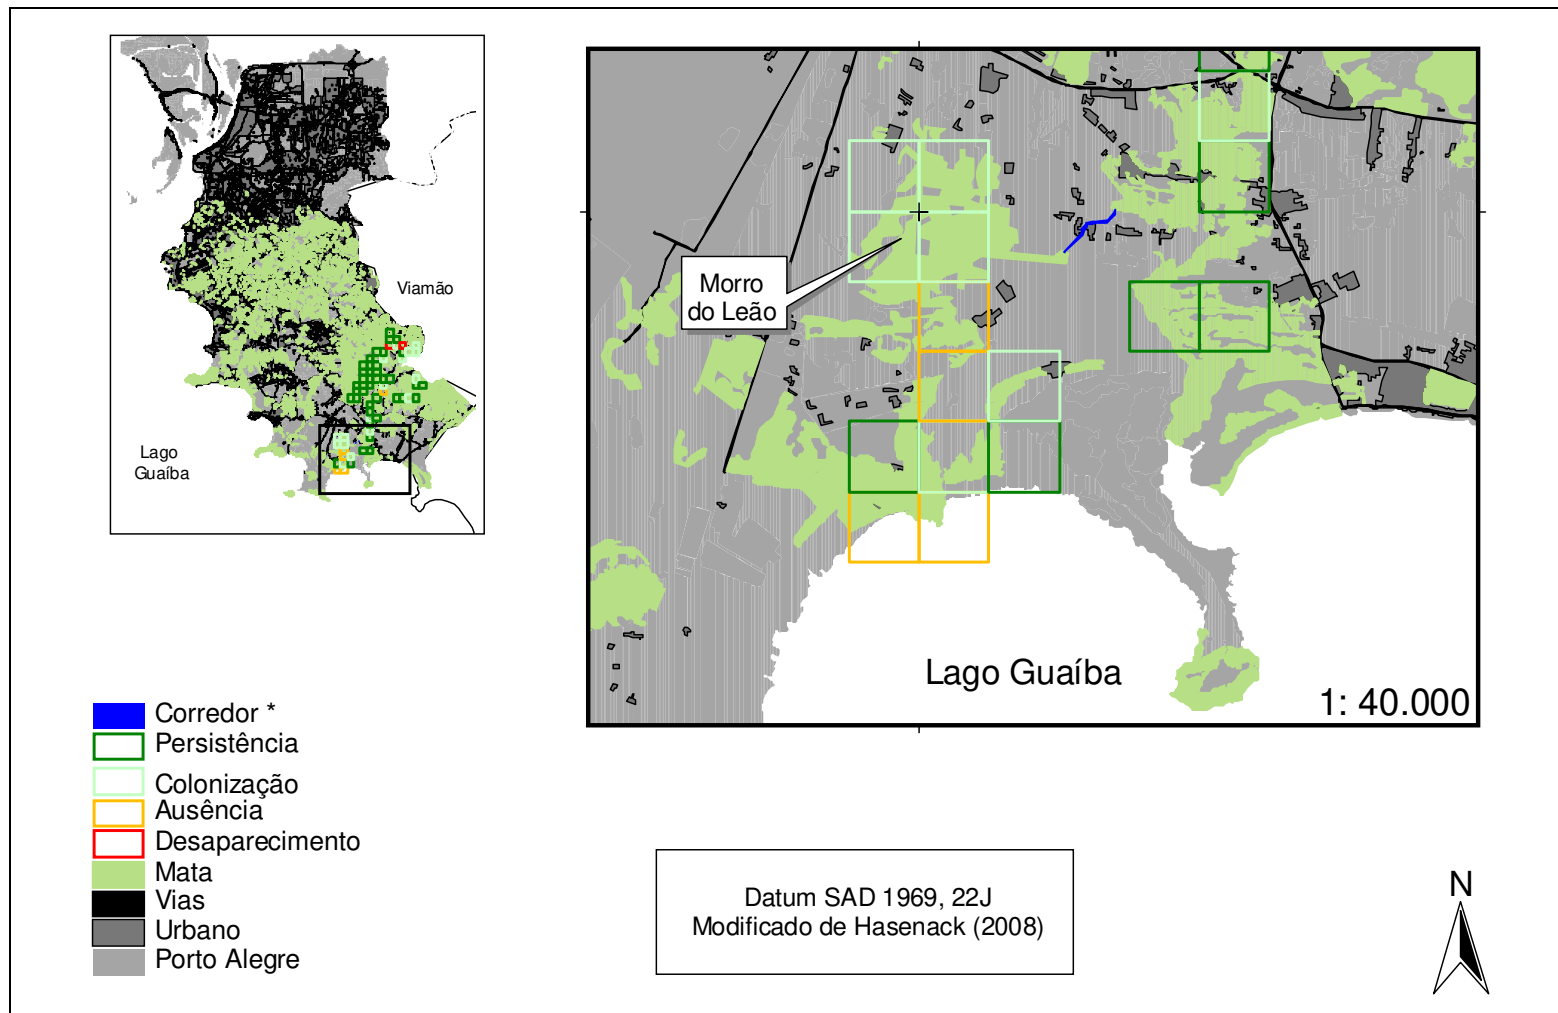 Viamão
Lago
Guaíba
Morro
do Leão
Lago Guaíba
1: 40.000
Corredor *
Persistência
Colonização
Ausência
Desaparecimento
Mata
Vias
Urbano
Porto Alegre
Datum SAD 1969, 22J
Modificado de Hasenack (2008)
N